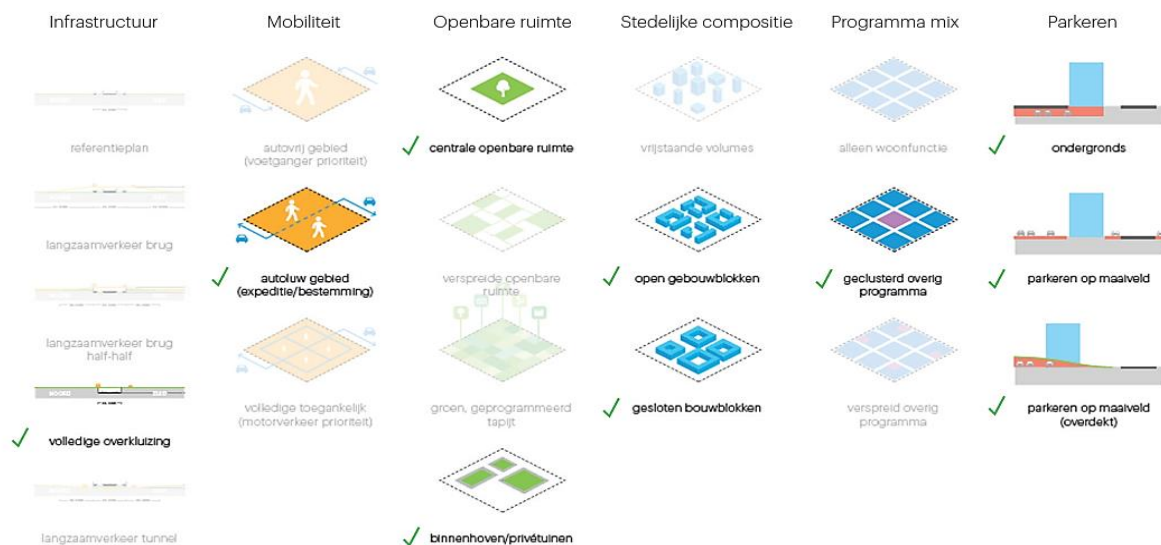 Infrastructuur
Mobiliteit
Openbare ruimte
Stedelijke compositie
Programma mix
Parkeren
referentieplan
autovrij gebied
(voetganger prioriteit)
centrale openbare ruimte
vrijstaande volumes
alleen woonfunctie
ondergronds
langzaamverkeer brug
autoluw gebied
(expeditie/bestemming)
verspreide openbare
ruimte
open gebouwblokken
geclusterd overig
programma
parkeren op maaiveld
langzaamverkeer brug
half-half
volledige toegankelijk
(motorverkeer prioriteit)
groen, geprogrammeerd
tapijt
gesloten bouwblokken
verspreid overig
programma
parkeren op maaiveld
(overdekt)
NOORD
volledige overkluizing
langzaamverkeer tunnel
binnenhoven/privétuinen